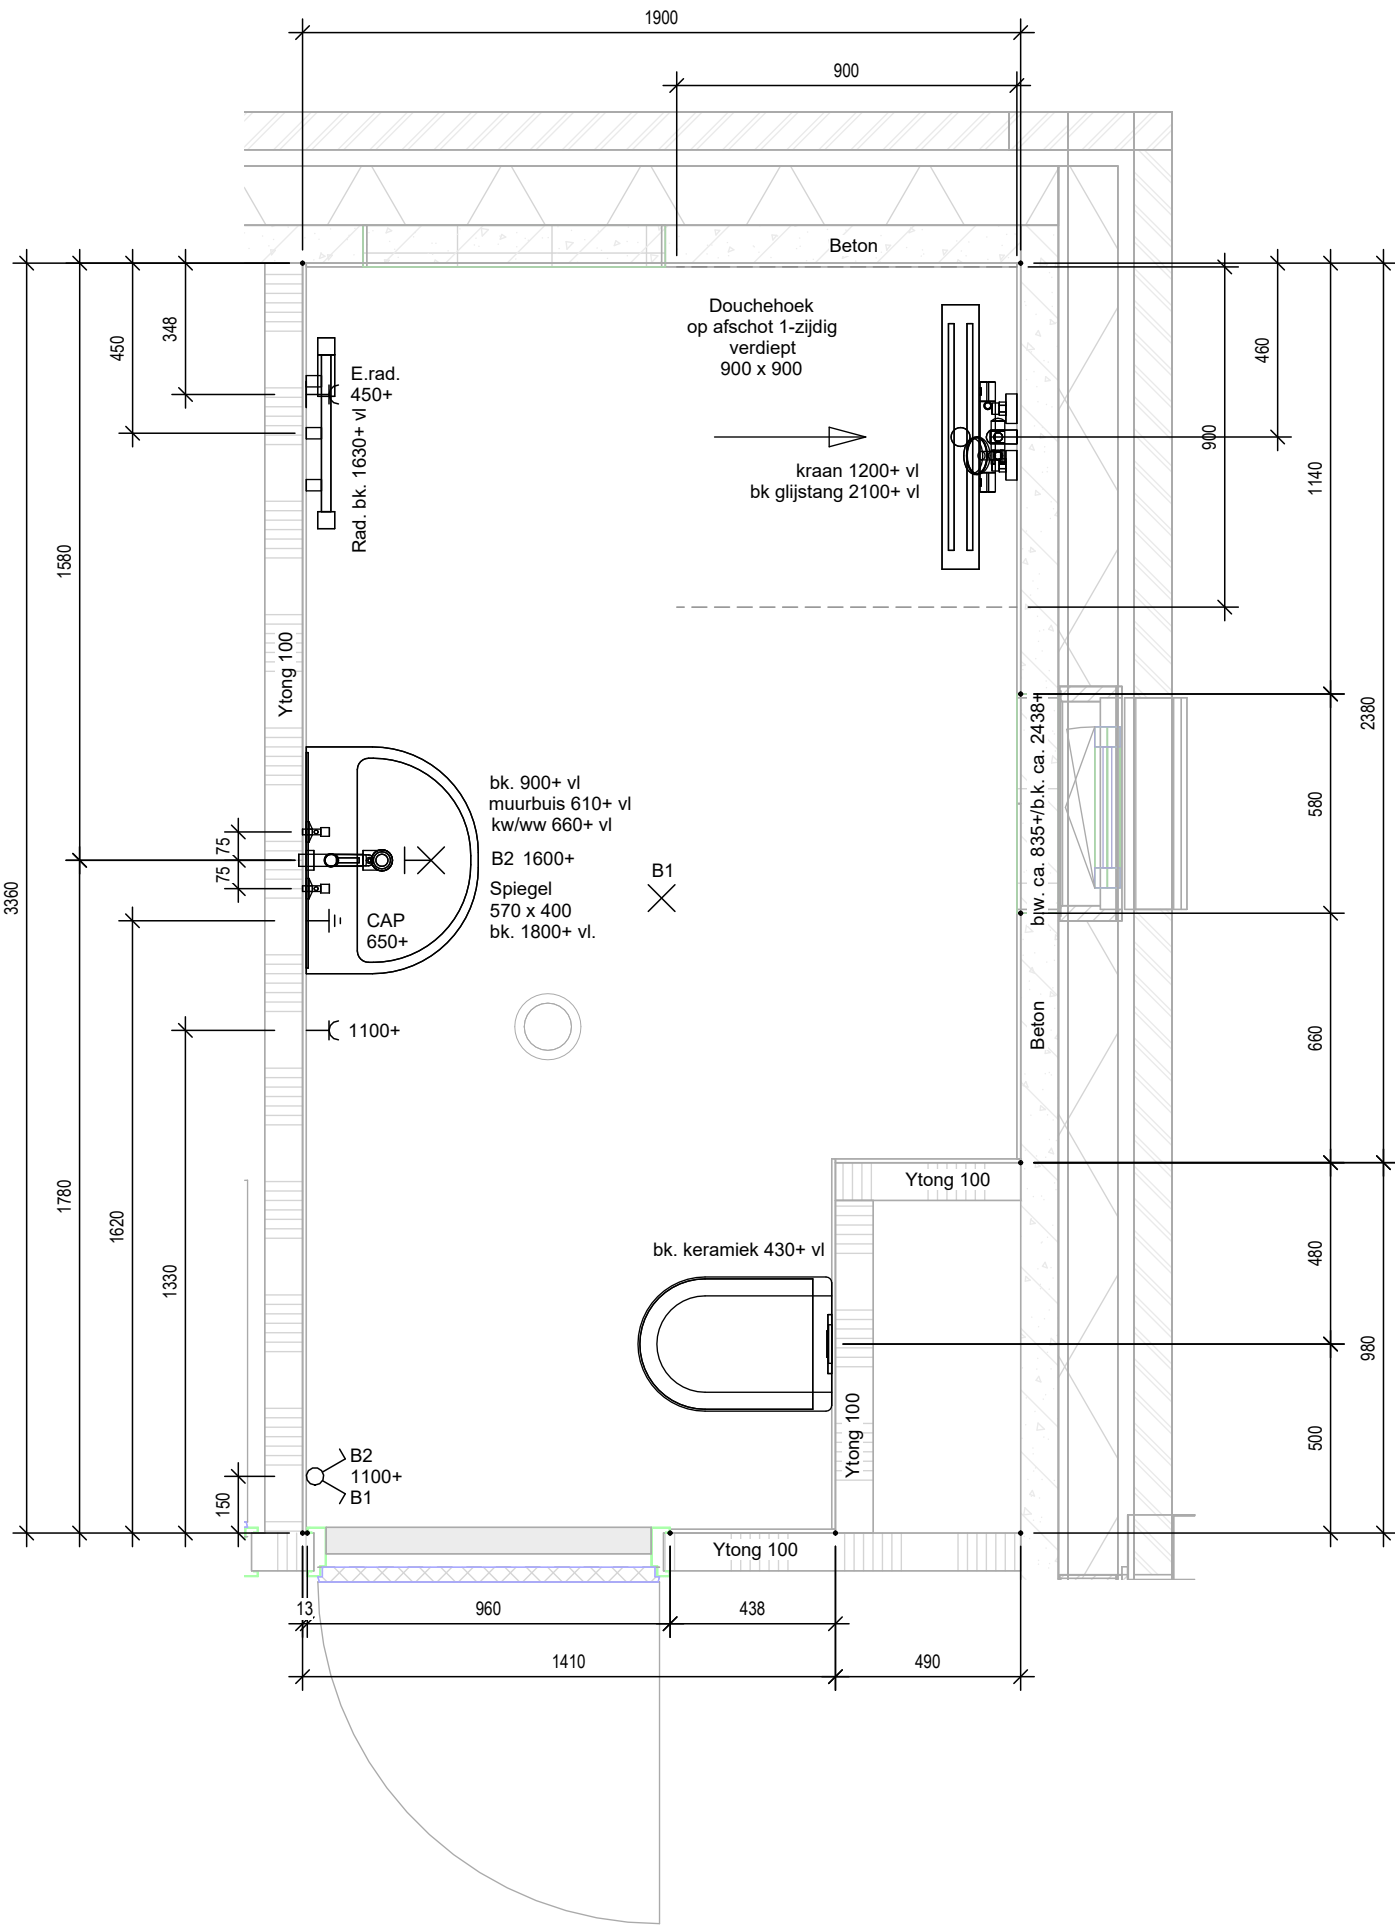 1900
900
Beton
Douchehoek
op afschot 1-zijdig
verdiept
900 x 900
348
450
460
E.rad.
450+
Rad. bk. 1630+ vl
900
kraan 1200+ vl
bk glijstang 2100+ vl
1140
1580
Ytong 100
2380
b.w. ca. 835+/b.k. ca. 2438+
580
bk. 900+ vl
muurbuis 610+ vl
kw/ww 660+ vl
75
75
B2 1600+
B1
Spiegel
570 x 400
bk. 1800+ vl.
CAP
650+
3360
1100+
Beton
660
Ytong 100
1780
1620
1330
bk. keramiek 430+ vl
480
980
Ytong 100
500
B2
1100+
B1
150
Ytong 100
13
960
438
1410
490